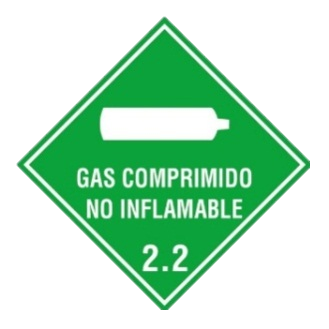 GAS COMPRIMIDO
NO INFLAMABLE
2.2